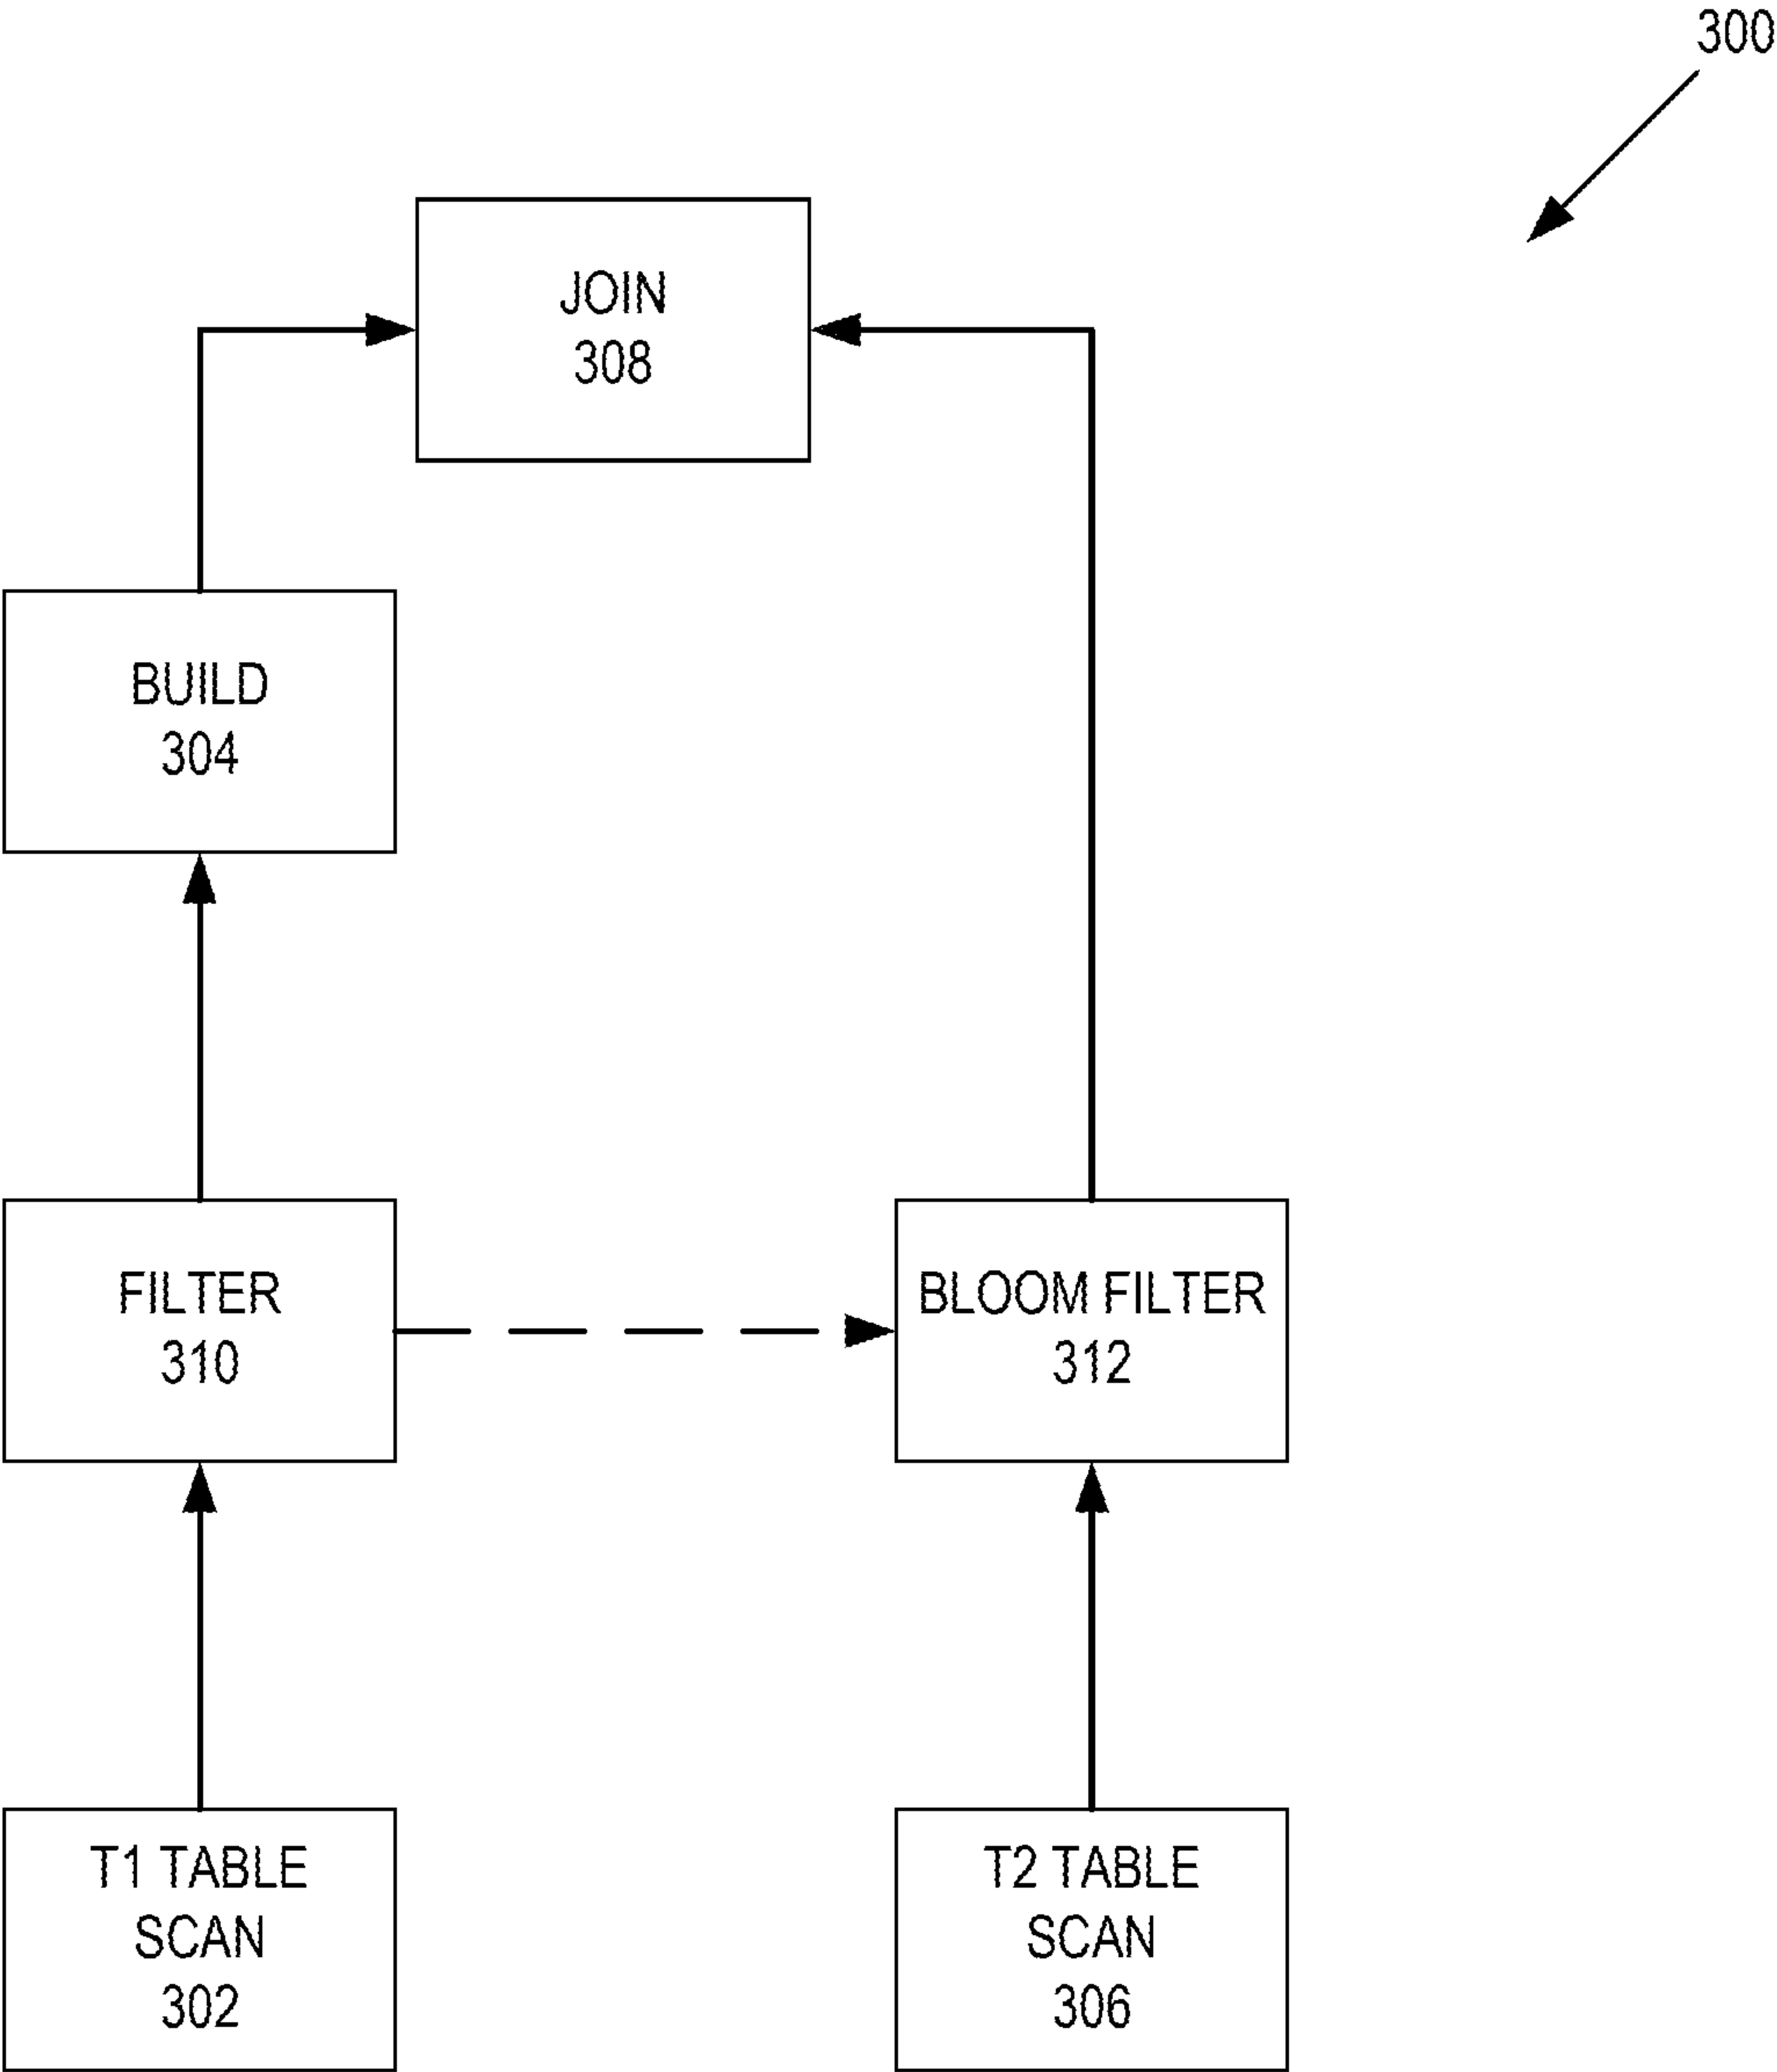 300
JOIN
308
BUILD
304
FILTER
310
BLOOM FILTER
312
T1 TABLE
SCAN
302
T2 TABLE
SCAN
306